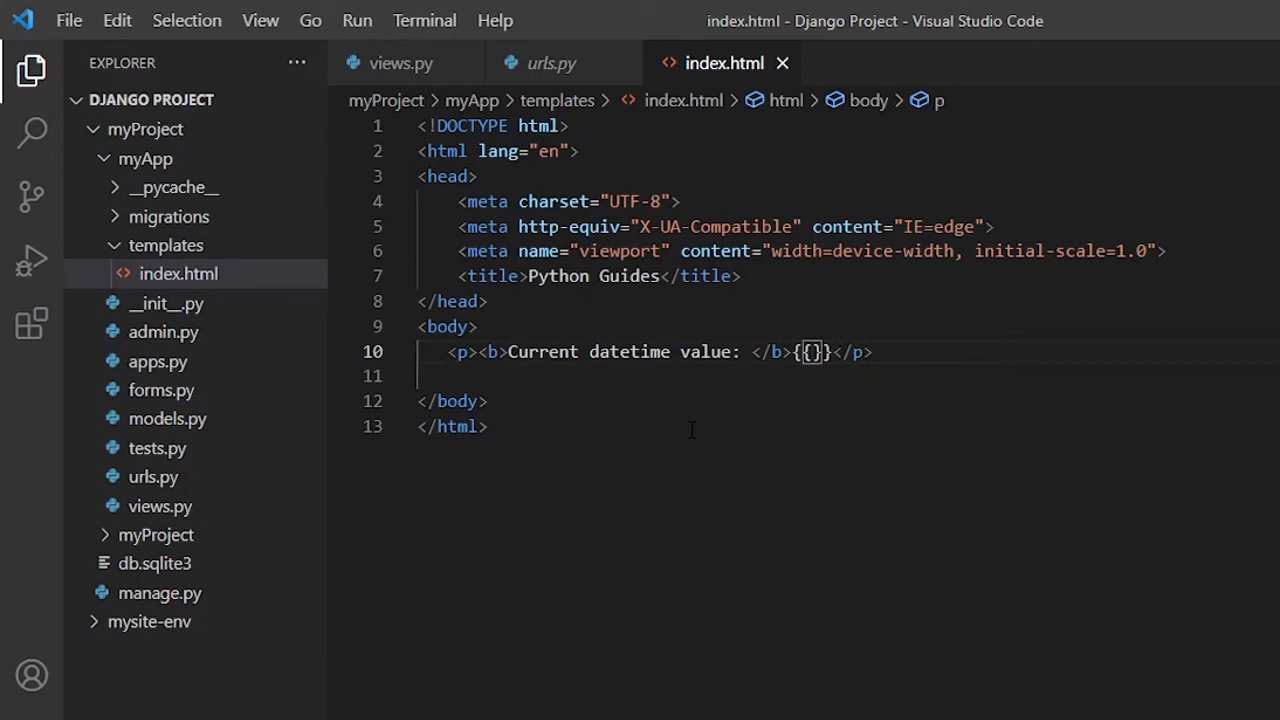 File Edit Selection View Go Run Terminal Help index.html - Django Project - Visual Studio Code
EXPLORER ... views.py urls.py <> index.html ×
DJANGO PROJECT
myProject > myApp > templates > <> index.html > html > body > p
myProject
myApp
__pycache__
migrations
templates
<> index.html
__init__.py
admin.py
apps.py
forms.py
models.py
tests.py
urls.py
views.py
myProject
db.sqlite3
manage.py
mysite-env
1 <!DOCTYPE html>
2 <html lang="en">
3 <head>
4     <meta charset="UTF-8">
5     <meta http-equiv="X-UA-Compatible" content="IE=edge">
6     <meta name="viewport" content="width=device-width, initial-scale=1.0">
7     <title>Python Guides</title>
8 </head>
9 <body>
10    <p><b>Current datetime value: </b>{{}}</p>
11
12 </body>
13 </html>